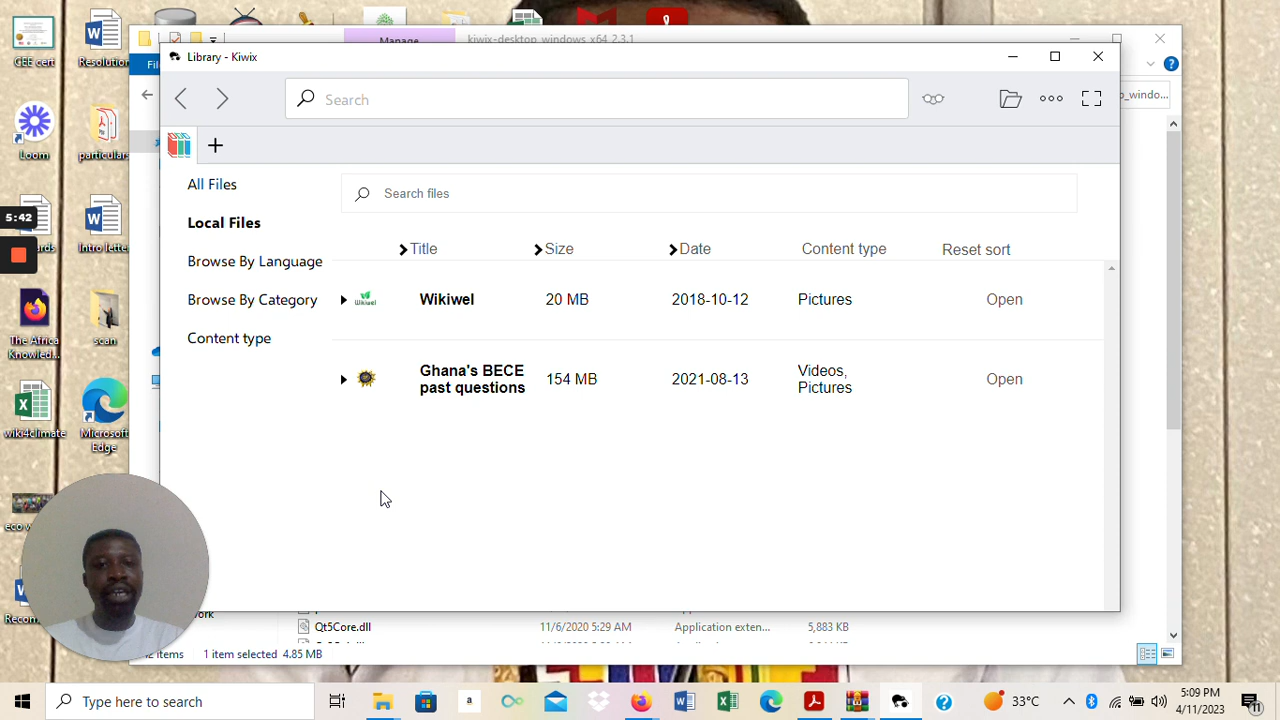 CEE cert
Resolution
Manage
kiwix-desktop_windows_x64_2.3.1
Library - Kiwix
Search
p_windo...
Loom
particulars
All Files
Search files
Local Files
5:42
Title
Size
Date
Content type
Reset sort
Intro letter
Browse By Language
Wikiwel
20 MB
2018-10-12
Pictures
Open
Browse By Category
Content type
The Africa
Knowled...
scan
Ghana's BECE
past questions
154 MB
2021-08-13
Videos,
Pictures
Open
wiki4climate
Microsoft
Edge
Qt5Core.dll
11/6/2020 5:29 AM
Application exten...
5,883 KB
1 item selected
4.85 MB
Type here to search
33°C
5:09 PM
4/11/2023
11